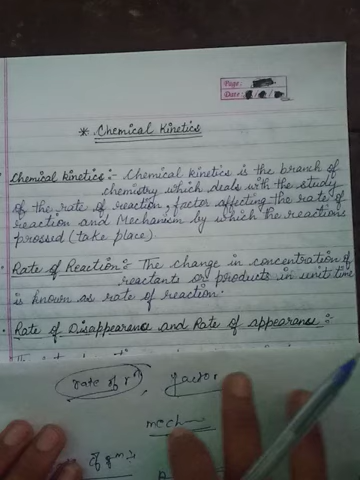 Page:
Date:
* Chemical Kinetics
Chemical kinetics:- Chemical kinetics is the branch of
chemistry which deals with the study
of the rate of reaction, factor affecting the rate of
reaction and Mechanism by which the reactions
prossed (take place)
• Rate of Reaction:- The change in concentration of
reactants or products in unit time
is known as rate of reaction.
• Rate of Disappearance and Rate of appearance :-
rate of rxn, factor
mech